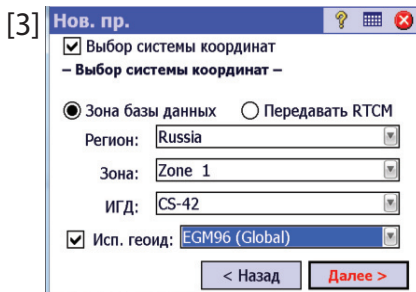 [3]
Нов. пр.
Выбор системы координат
– Выбор системы координат –
Зона базы данных Передавать RTCM
Регион: Russia
Зона: Zone 1
ИГД: CS-42
Исп. геоид: EGM96 (Global)
< Назад Далее >